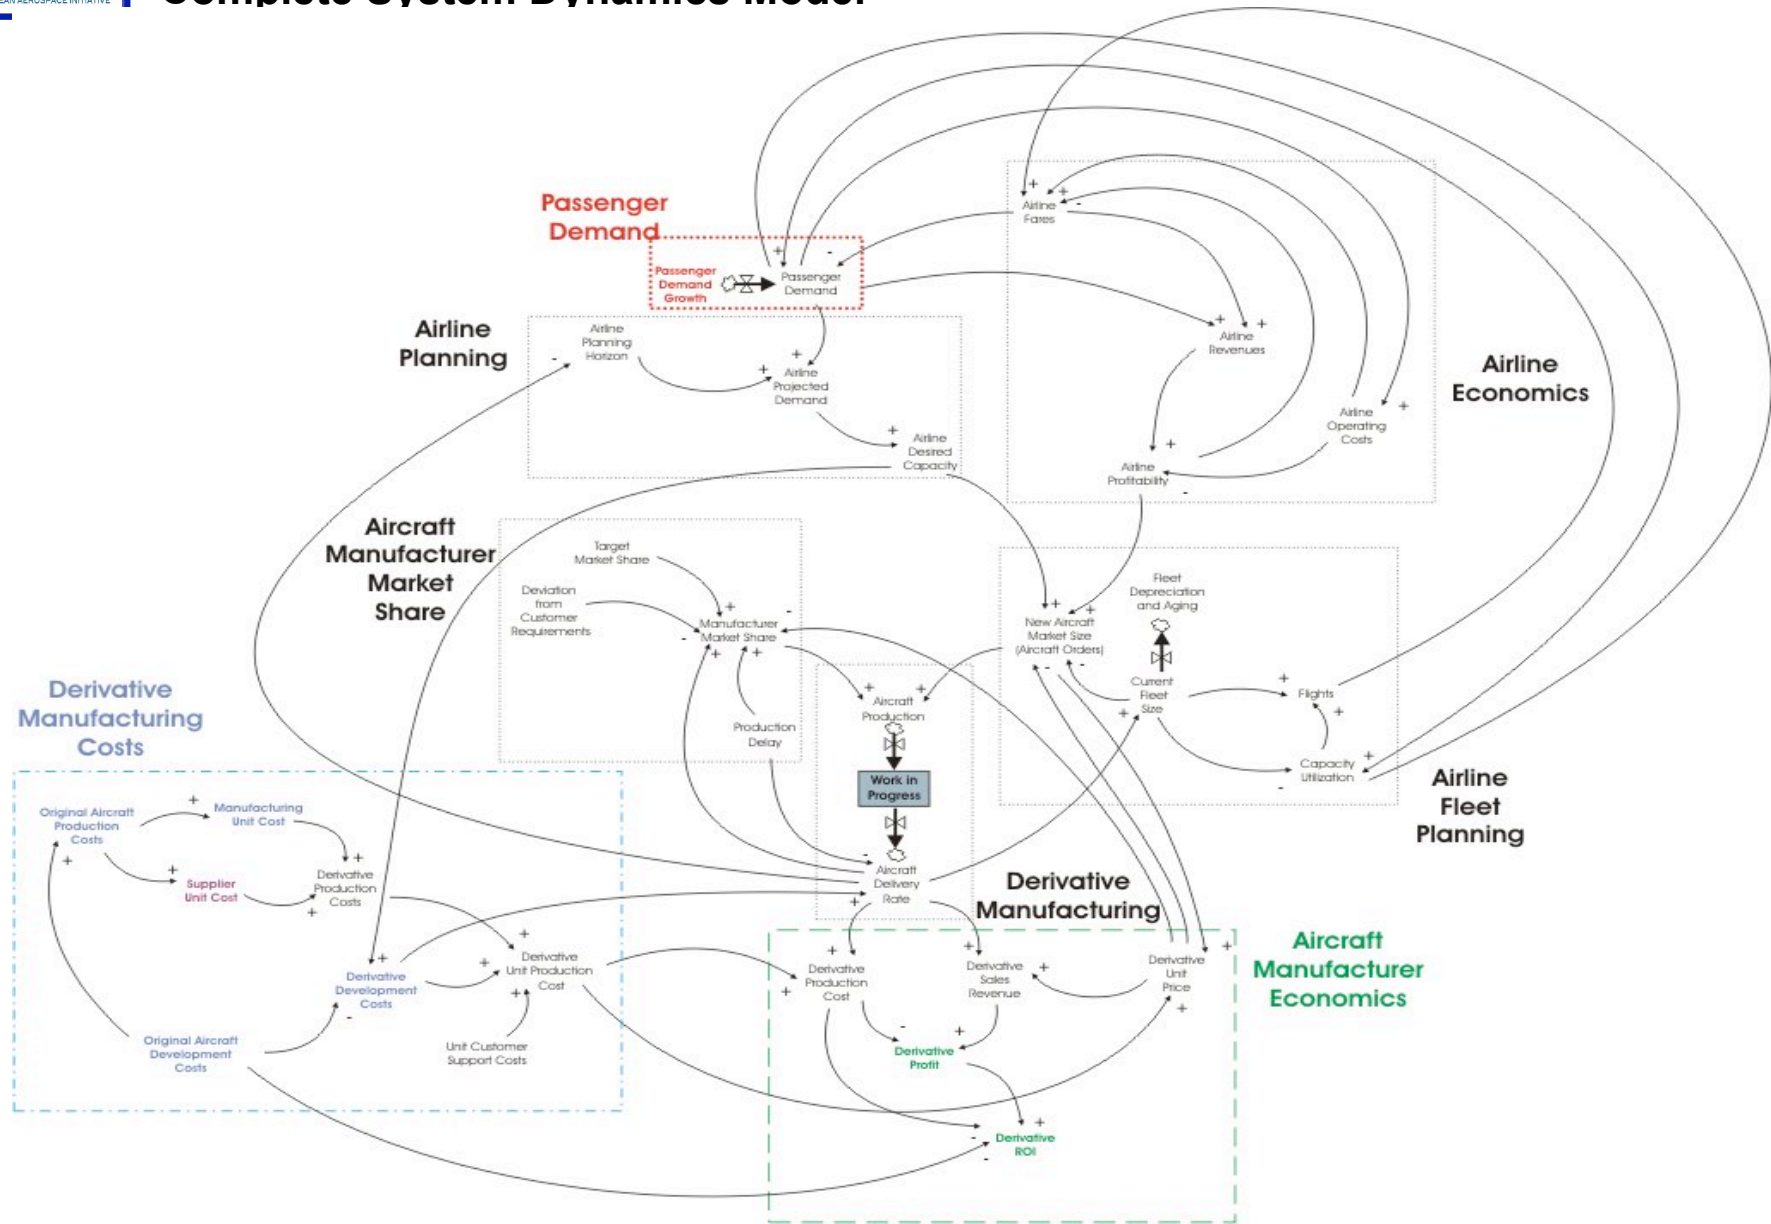 EAN AEROSPACE INITIATIVE
Complete System Dynamics Model
Passenger
Demand
Passenger
Demand
Growth
Passenger
Demand
+
-
Airline
Planning
Airline
Planning
Horizon
-
+
+
Airline
Projected
Demand
+
Airline
Desired
Capacity
+
+
-
Airline
Fares
+
+
Airline
Revenues
Airline
Operating
Costs
+
+
Airline
Profitability
-
Airline
Economics
Aircraft
Manufacturer
Market
Share
Target
Market Share
Deviation
from
Customer
Requirements
+
-
-
Manufacturer
Market Share
+
+
Production
Delay
Fleet
Depreciation
and Aging
+
+
New Aircraft
Market Size
(Aircraft Orders)
-
-
Current
Fleet
Size
+
+
Flights
+
+
Capacity
Utilization
-
Airline
Fleet
Planning
+
+
Aircraft
Production
Work in
Progress
-
Aircraft
Delivery
Rate
+
Derivative
Manufacturing
Derivative
Manufacturing
Costs
Original Aircraft
Production
Costs
+
+
Manufacturing
Unit Cost
+
Supplier
Unit Cost
+
Derivative
Production
Costs
+
+
Derivative
Development
Costs
-
+
+
Derivative
Unit Production
Cost
+
Unit Customer
Support Costs
Original Aircraft
Development
Costs
Aircraft
Manufacturer
Economics
+
Derivative
Production
Cost
+
+
Derivative
Sales
Revenue
+
Derivative
Unit
Price
+
+
-
+
Derivative
Profit
+
-
Derivative
ROI
-